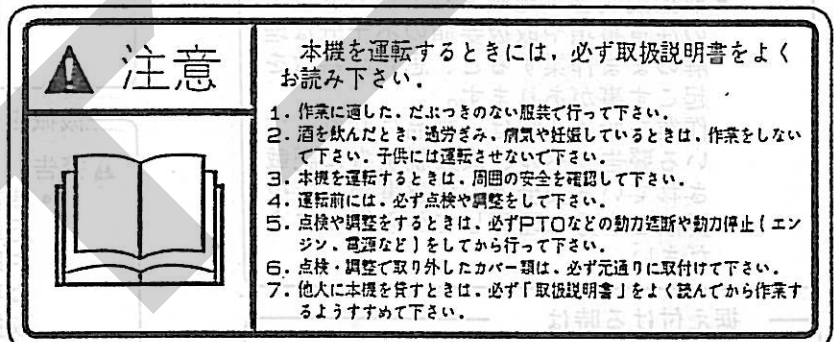 注意
本機を運転するときには，必ず取扱説明書をよく
お読み下さい．
1．作業に適した，だぶつきのない服装で行って下さい．
2．酒を飲んだとき，過労ぎみ，病気や妊娠しているときは，作業をしない
で下さい．子供には運転させないで下さい．
3．本機を運転するときは，周囲の安全を確認して下さい．
4．運転前には，必ず点検や調整をして下さい．
5．点検や調整をするときは，必ずPTOなどの動力遮断や動力停止（エン
ジン，電源など）をしてから行って下さい．
6．点検・調整で取り外したカバー類は，必ず元通りに取付けて下さい．
7．他人に本機を貸すときは，必ず「取扱説明書」をよく読んでから作業す
るようすすめて下さい．